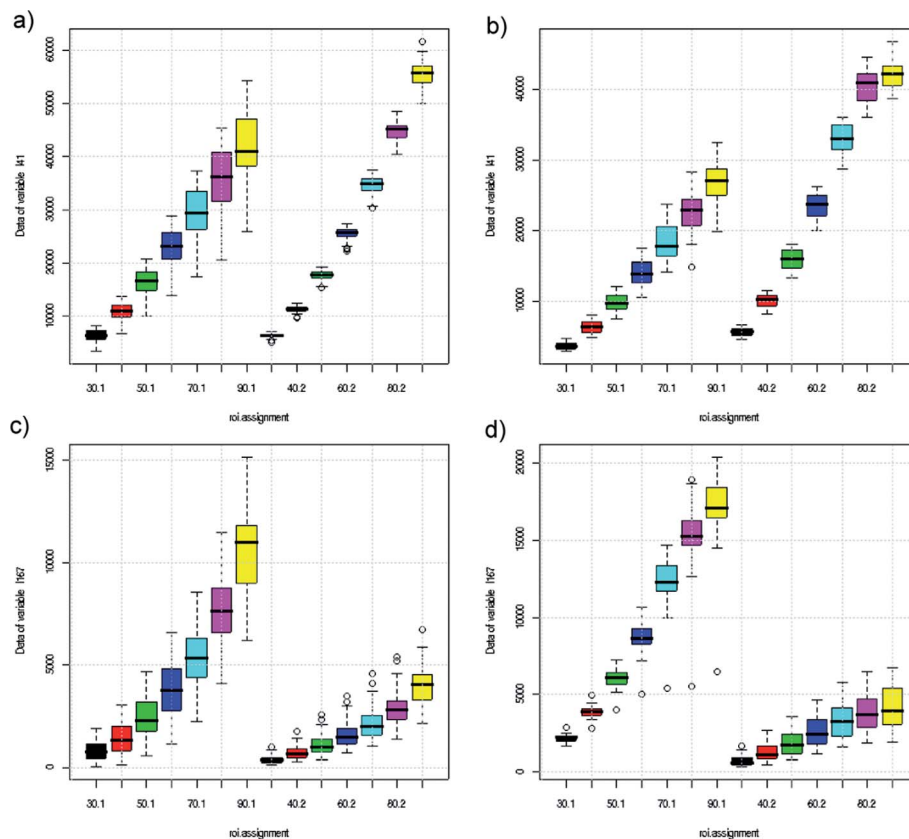 a)
Data of variable I41
60000
50000
40000
30000
20000
10000
30.1 50.1 70.1 90.1 40.2 60.2 80.2
roi.assignment
b)
Data of variable I41
40000
30000
20000
10000
30.1 50.1 70.1 90.1 40.2 60.2 80.2
roi.assignment
c)
Data of variable I167
15000
10000
5000
0
30.1 50.1 70.1 90.1 40.2 60.2 80.2
roi.assignment
d)
Data of variable I167
20000
15000
10000
5000
0
30.1 50.1 70.1 90.1 40.2 60.2 80.2
roi.assignment